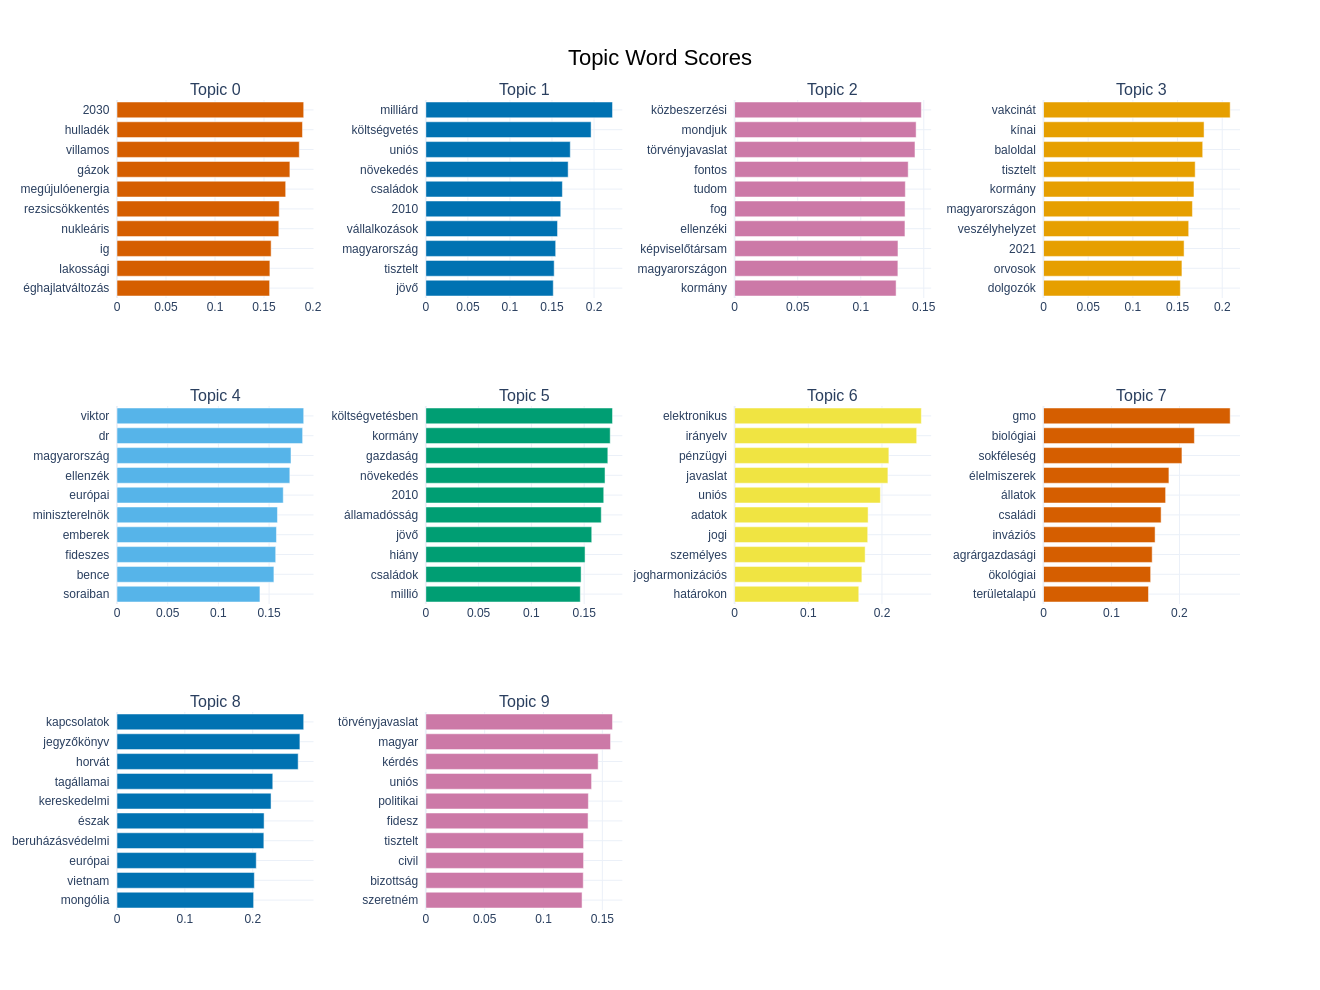 Topic Word Scores
Topic 0
2030
hulladék
villamos
gázok
megújulóenergia
rezsicsökkentés
nukleáris
ig
lakossági
éghajlatváltozás
0 0.05 0.1 0.15 0.2
Topic 1
milliárd
költségvetés
uniós
növekedés
családok
2010
vállalkozások
magyarország
tisztelt
jövő
0 0.05 0.1 0.15 0.2
Topic 2
közbeszerzési
mondjuk
törvényjavaslat
fontos
tudom
fog
ellenzéki
képviselőtársam
magyarországon
kormány
0 0.05 0.1 0.15
Topic 3
vakcinát
kínai
baloldal
tisztelt
kormány
magyarországon
veszélyhelyzet
2021
orvosok
dolgozók
0 0.05 0.1 0.15 0.2
Topic 4
viktor
dr
magyarország
ellenzék
európai
miniszterelnök
emberek
fideszes
bence
soraiban
0 0.05 0.1 0.15
Topic 5
költségvetésben
kormány
gazdaság
növekedés
2010
államadósság
jövő
hiány
családok
millió
0 0.05 0.1 0.15
Topic 6
elektronikus
irányelv
pénzügyi
javaslat
uniós
adatok
jogi
személyes
jogharmonizációs
határokon
0 0.1 0.2
Topic 7
gmo
biológiai
sokféleség
élelmiszerek
állatok
családi
inváziós
agrárgazdasági
ökológiai
területalapú
0 0.1 0.2
Topic 8
kapcsolatok
jegyzőkönyv
horvát
tagállamai
kereskedelmi
észak
beruházásvédelmi
európai
vietnam
mongólia
0 0.1 0.2
Topic 9
törvényjavaslat
magyar
kérdés
uniós
politikai
fidesz
tisztelt
civil
bizottság
szeretném
0 0.05 0.1 0.15